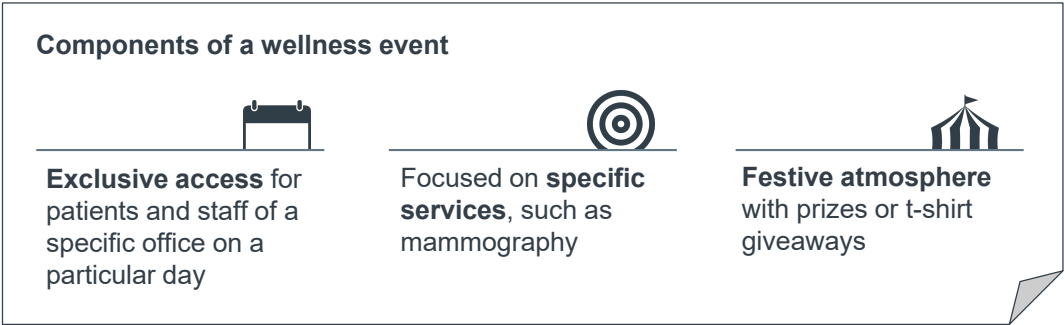 Components of a wellness event
Exclusive access for
patients and staff of a
specific office on a
particular day
Focused on specific
services, such as
mammography
Festive atmosphere
with prizes or t-shirt
giveaways